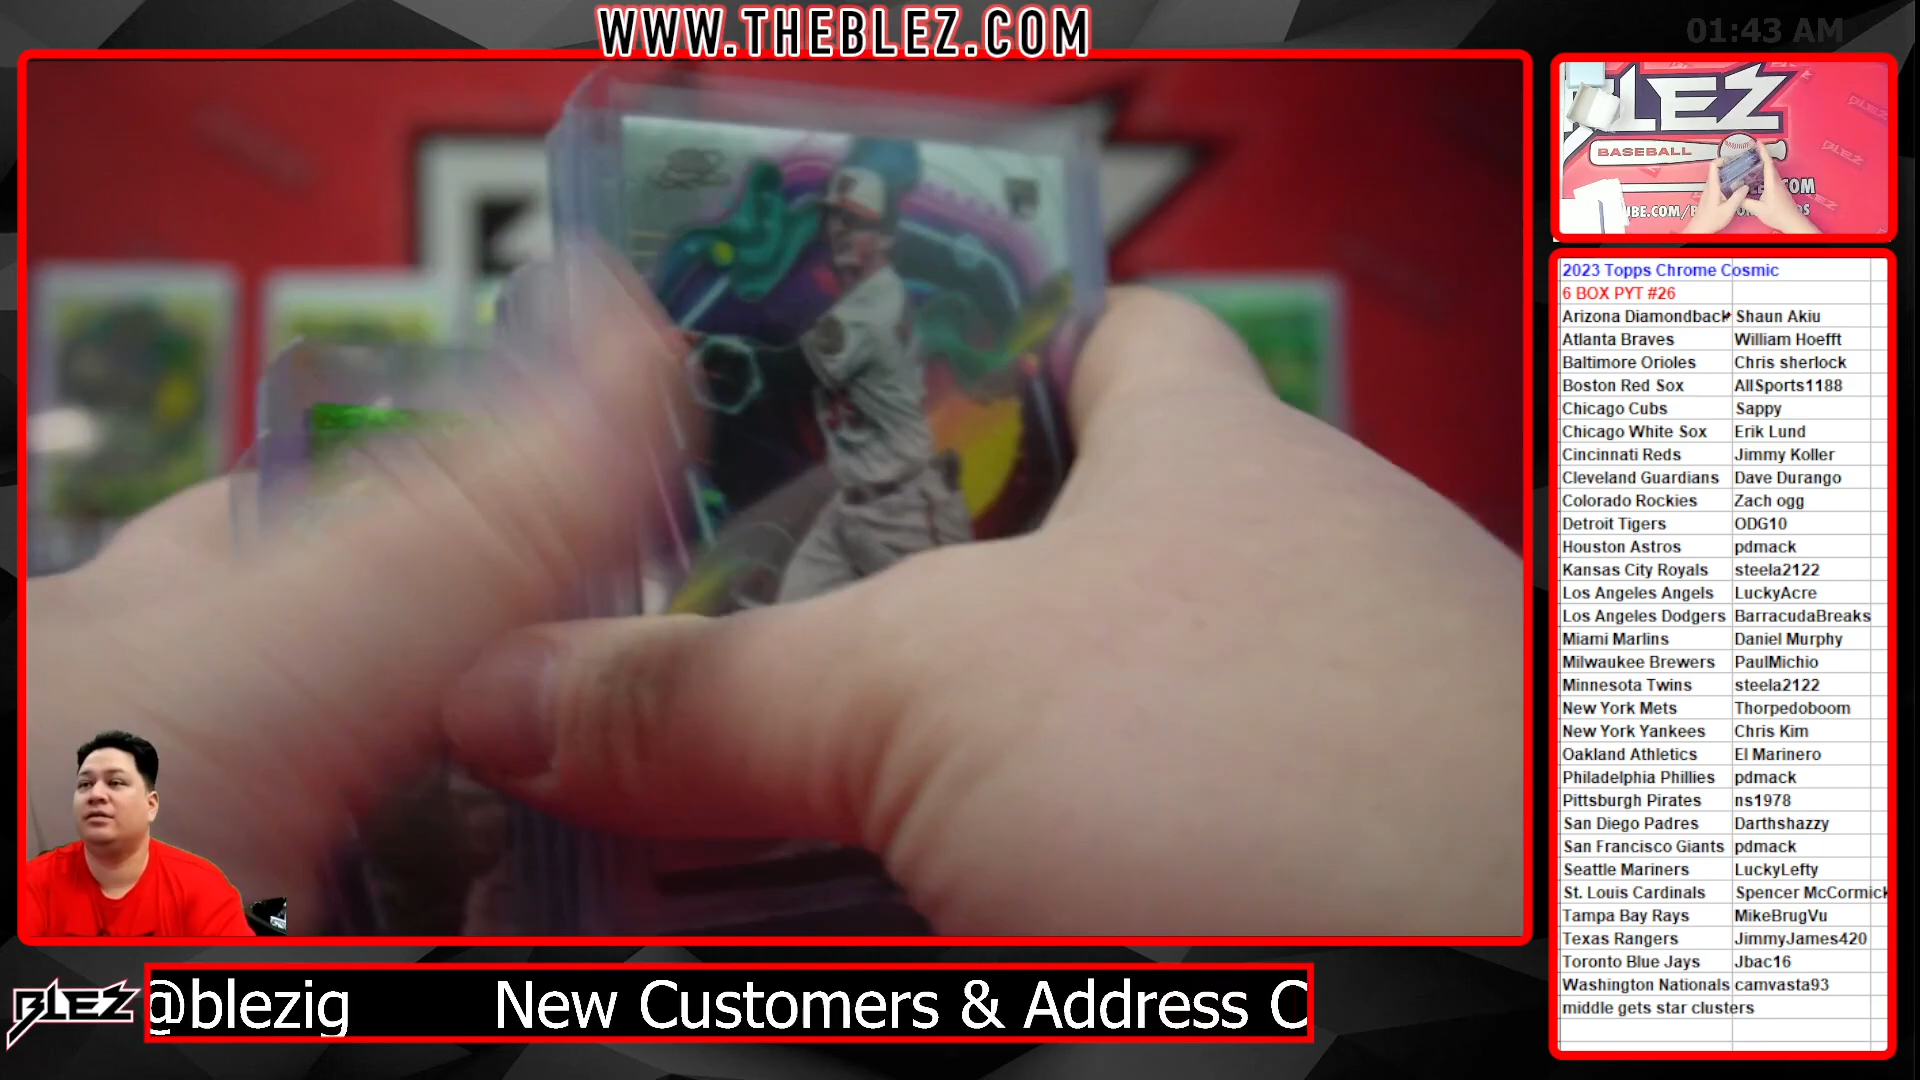 WWW.THEBLEZ.COM
01:43 AM
BLEZ
BASEBALL
2023 Topps Chrome Cosmic
6 BOX PYT #26
Arizona Diamondback Shaun Akiu
Atlanta Braves William Hoefft
Baltimore Orioles Chris sherlock
Boston Red Sox AllSports1188
Chicago Cubs Sappy
Chicago White Sox Erik Lund
Cincinnati Reds Jimmy Koller
Cleveland Guardians Dave Durango
Colorado Rockies Zach ogg
Detroit Tigers ODG10
Houston Astros pdmack
Kansas City Royals steela2122
Los Angeles Angels LuckyAcre
Los Angeles Dodgers BarracudaBreaks
Miami Marlins Daniel Murphy
Milwaukee Brewers PaulMichio
Minnesota Twins steela2122
New York Mets Thorpedoboom
New York Yankees Chris Kim
Oakland Athletics El Marinero
Philadelphia Phillies pdmack
Pittsburgh Pirates ns1978
San Diego Padres Darthshazzy
San Francisco Giants pdmack
Seattle Mariners LuckyLefty
St. Louis Cardinals Spencer McCormick
Tampa Bay Rays MikeBrugVu
Texas Rangers JimmyJames420
Toronto Blue Jays Jbac16
Washington Nationals camvasta93
middle gets star clusters
BLEZ
@blezig New Customers & Address C